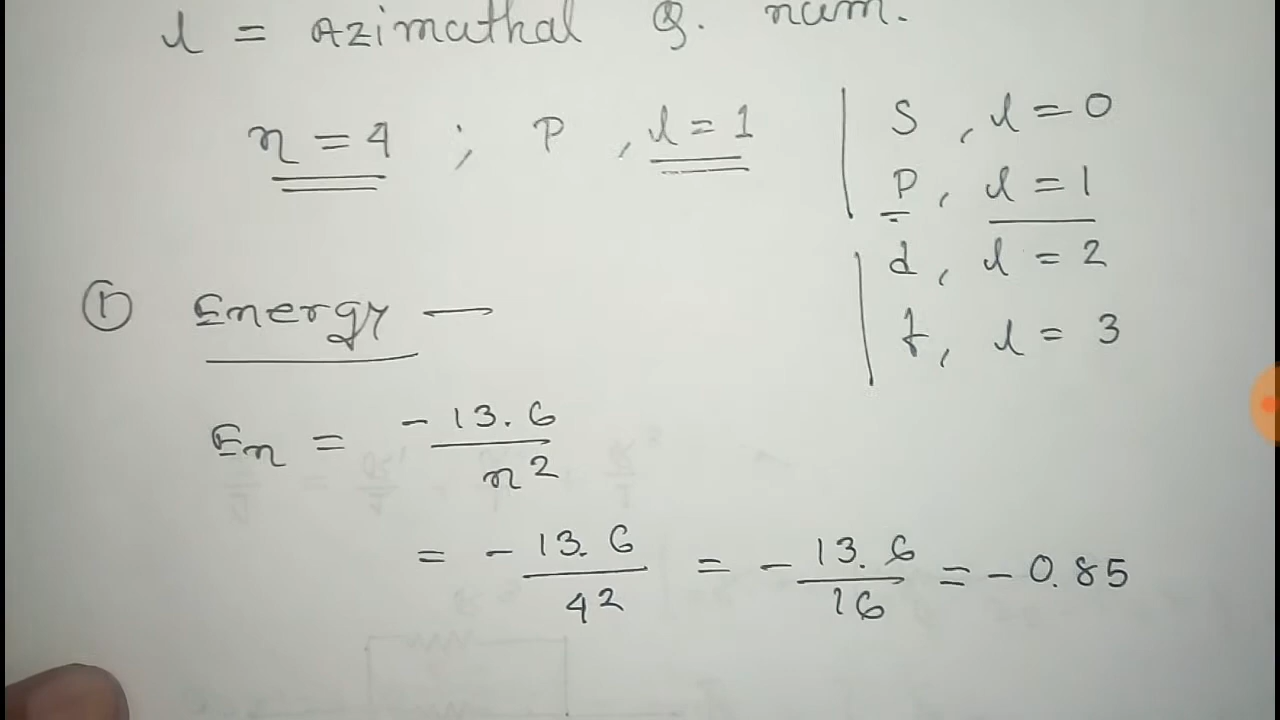 l = Azimathal Q. num.
n = 4 ; P , l = 1
S , l = 0
P , l = 1
d , l = 2
f , l = 3
① Energy —
En = -13.6 / n²
= -13.6 / 4² = -13.6 / 16 = -0.85